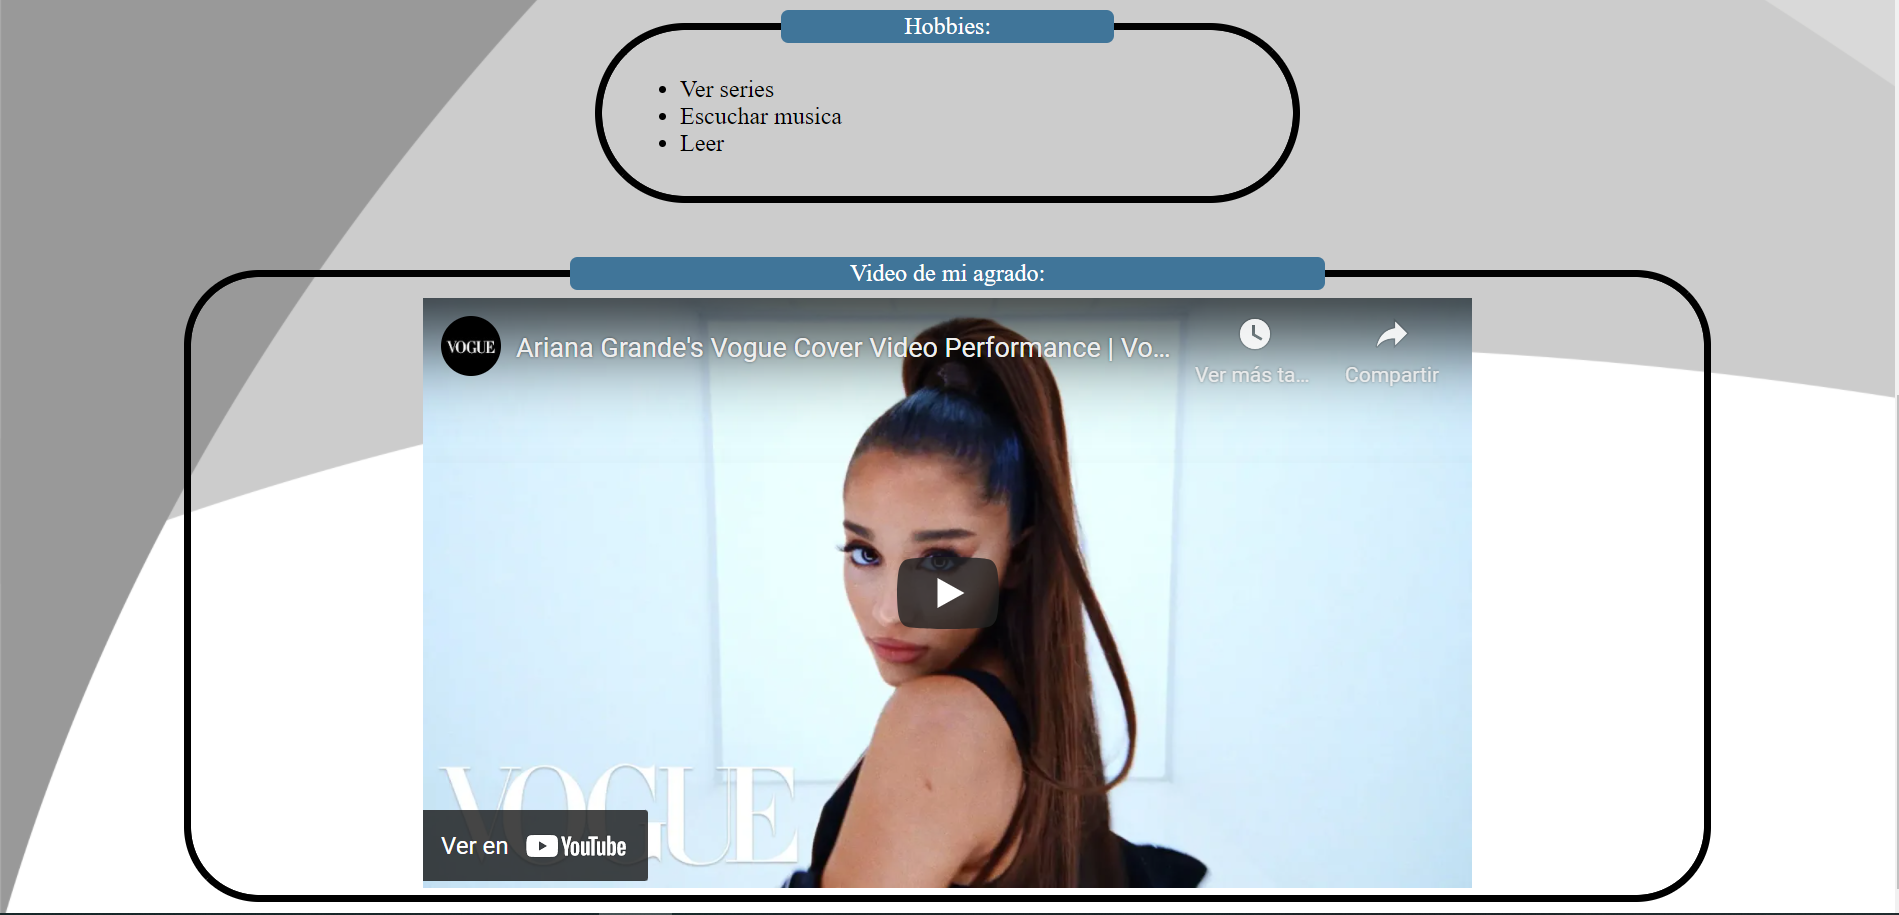 Hobbies:
Ver series
Escuchar musica
Leer
Video de mi agrado:
VOGUE
Ariana Grande's Vogue Cover Video Performance | Vo...
Ver más ta...
Compartir
VOGUE
Ver en YouTube